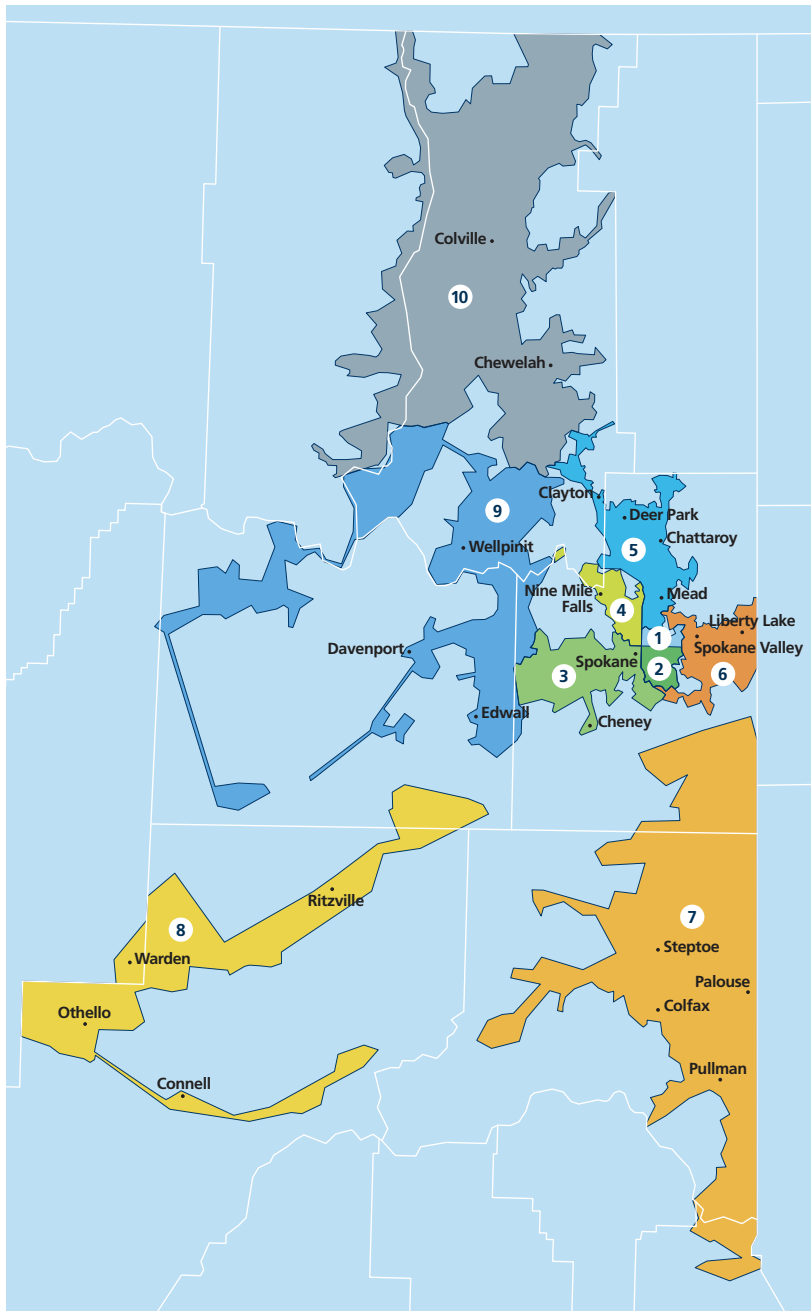 Colville
10
Chewelah
Clayton
9
Deer Park
Chattaroy
5
Wellpinit
Nine Mile
Falls
4
Mead
Liberty Lake
1
Spokane Valley
Davenport
Spokane
2
3
6
Edwall
Cheney
Ritzville
7
8
Steptoe
Warden
Palouse
Othello
Colfax
Pullman
Connell